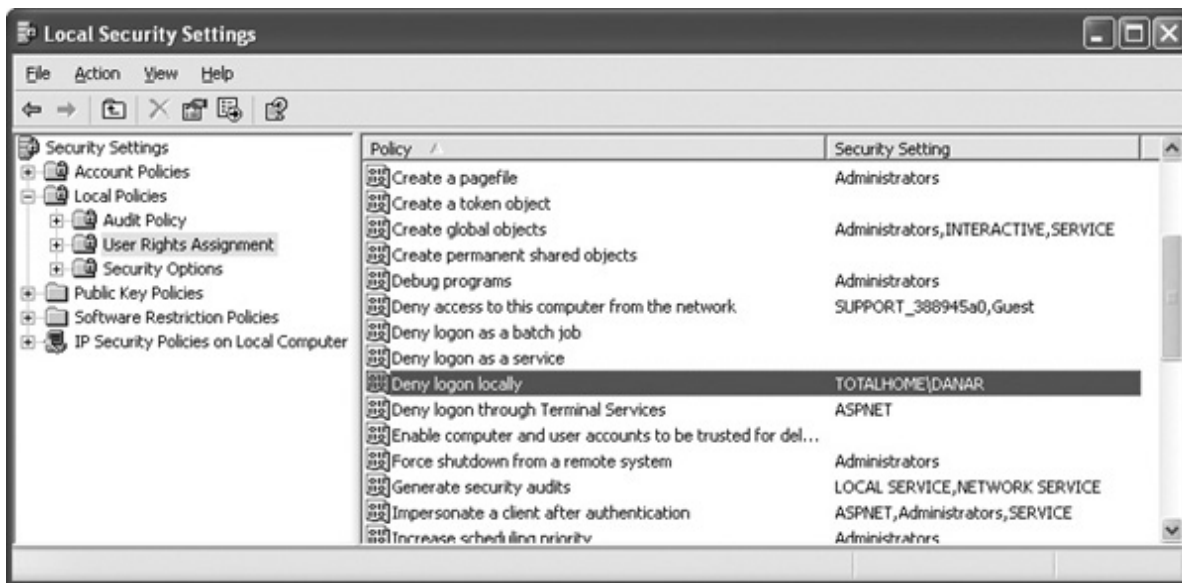 Local Security Settings
File Action View Help
Security Settings
Account Policies
Local Policies
Audit Policy
User Rights Assignment
Security Options
Public Key Policies
Software Restriction Policies
IP Security Policies on Local Computer
Policy Security Setting
Create a pagefile Administrators
Create a token object
Create global objects Administrators,INTERACTIVE,SERVICE
Create permanent shared objects
Debug programs Administrators
Deny access to this computer from the network SUPPORT_388945a0,Guest
Deny logon as a batch job
Deny logon as a service
Deny logon locally TOTALHOME\DANAR
Deny logon through Terminal Services ASPNET
Enable computer and user accounts to be trusted for del...
Force shutdown from a remote system Administrators
Generate security audits LOCAL SERVICE,NETWORK SERVICE
Impersonate a client after authentication ASPNET,Administrators,SERVICE
Increase scheduling priority Administrators